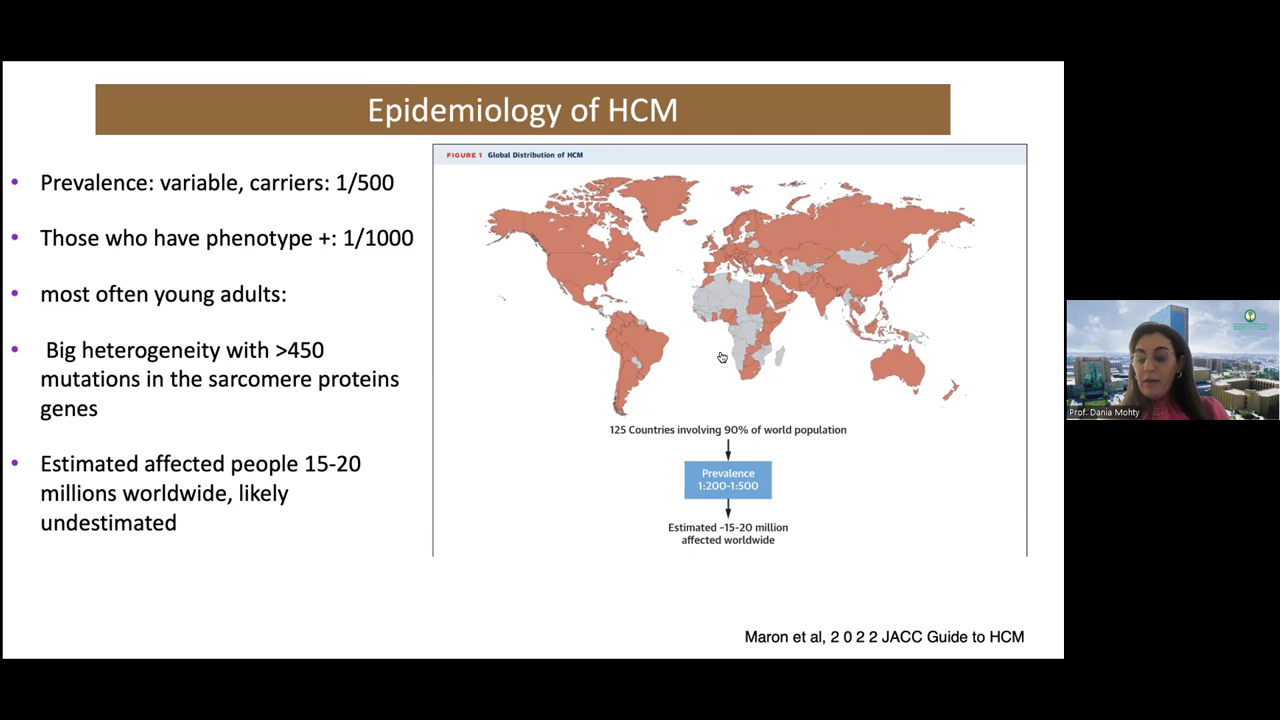 Epidemiology of HCM
• Prevalence: variable, carriers: 1/500
• Those who have phenotype +: 1/1000
• most often young adults:
• Big heterogeneity with >450
mutations in the sarcomere proteins
genes
• Estimated affected people 15-20
millions worldwide, likely
undestimated
FIGURE 1 Global Distribution of HCM
125 Countries involving 90% of world population
Prevalence
1:200-1:500
Estimated ~15-20 million
affected worldwide
Maron et al, 2 0 2 2 JACC Guide to HCM
Prof. Dania Mohty